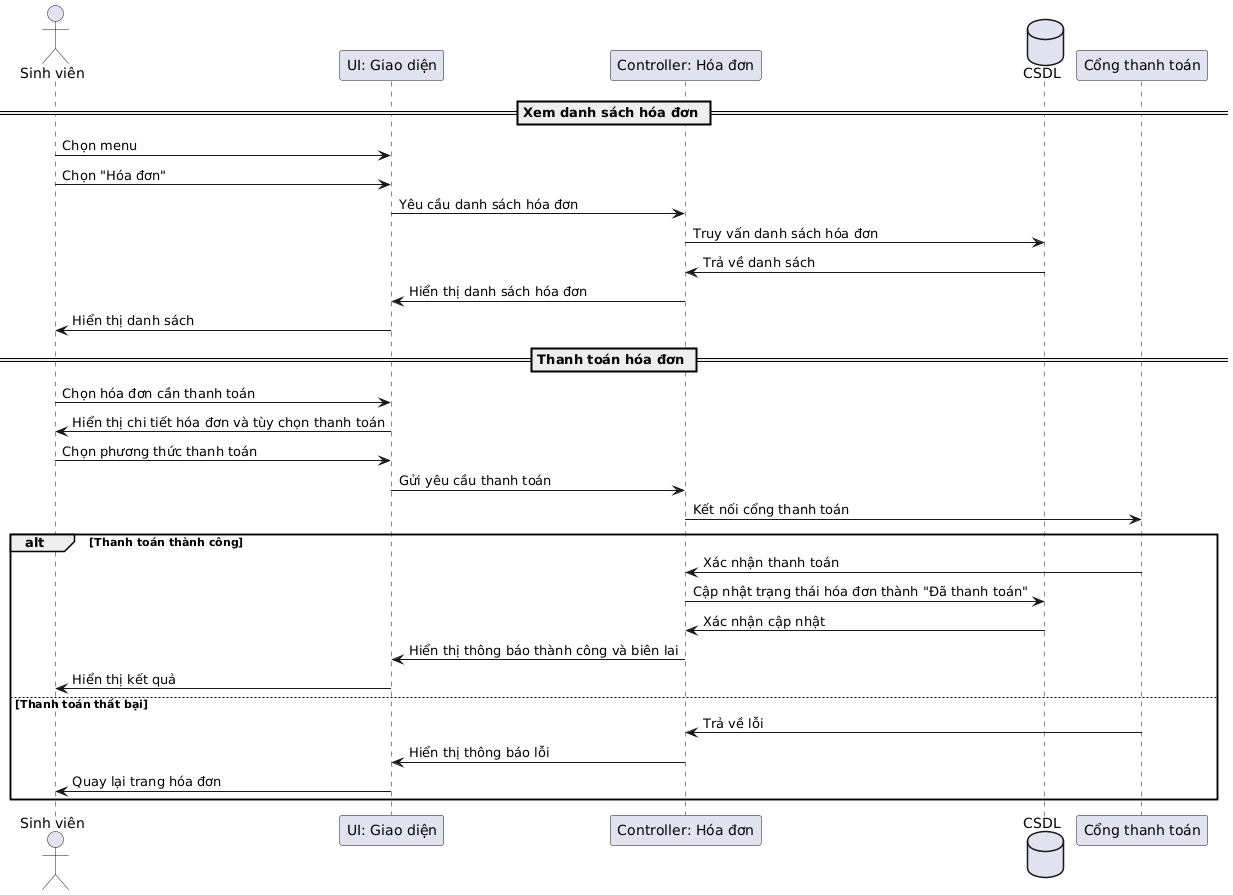 Sinh viên
UI: Giao diện
Controller: Hóa đơn
CSDL
Cổng thanh toán
Xem danh sách hóa đơn
Chọn menu
Chọn "Hóa đơn"
Yêu cầu danh sách hóa đơn
Truy vấn danh sách hóa đơn
Trả về danh sách
Hiển thị danh sách hóa đơn
Hiển thị danh sách
Thanh toán hóa đơn
Chọn hóa đơn cần thanh toán
Hiển thị chi tiết hóa đơn và tùy chọn thanh toán
Chọn phương thức thanh toán
Gửi yêu cầu thanh toán
Kết nối cổng thanh toán
alt [Thanh toán thành công]
Xác nhận thanh toán
Cập nhật trạng thái hóa đơn thành "Đã thanh toán"
Xác nhận cập nhật
Hiển thị thông báo thành công và biên lai
Hiển thị kết quả
[Thanh toán thất bại]
Trả về lỗi
Hiển thị thông báo lỗi
Quay lại trang hóa đơn
Sinh viên
UI: Giao diện
Controller: Hóa đơn
CSDL
Cổng thanh toán